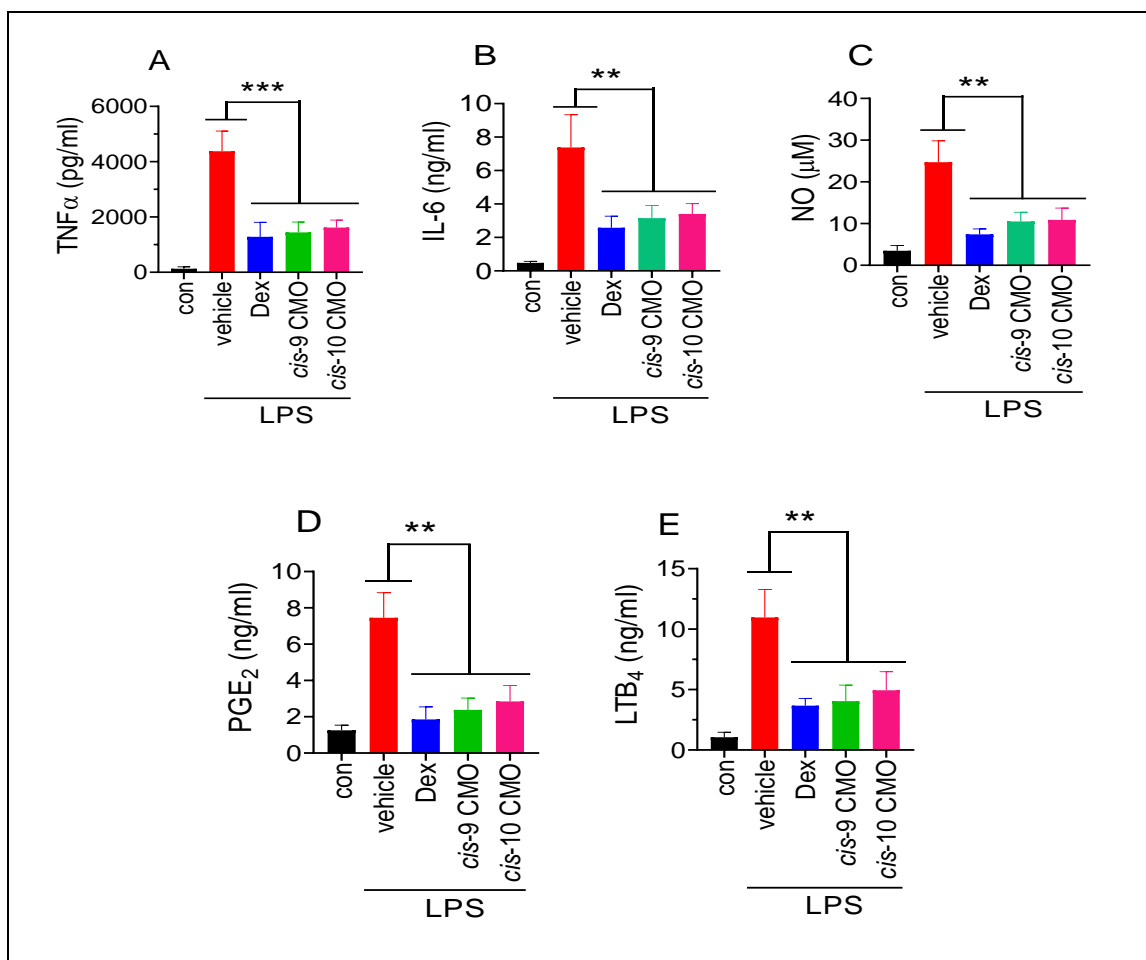 A
***
TNFα (pg/ml)
6000
4000
2000
0
con
vehicle
Dex
cis-9 CMO
cis-10 CMO
LPS
B
**
IL-6 (ng/ml)
10
8
6
4
2
0
con
vehicle
Dex
cis-9 CMO
cis-10 CMO
LPS
C
**
NO (μM)
40
30
20
10
0
con
vehicle
Dex
cis-9 CMO
cis-10 CMO
LPS
D
**
PGE₂ (ng/ml)
10
8
6
4
2
0
con
vehicle
Dex
cis-9 CMO
cis-10 CMO
LPS
E
**
LTB₄ (ng/ml)
15
10
5
0
con
vehicle
Dex
cis-9 CMO
cis-10 CMO
LPS